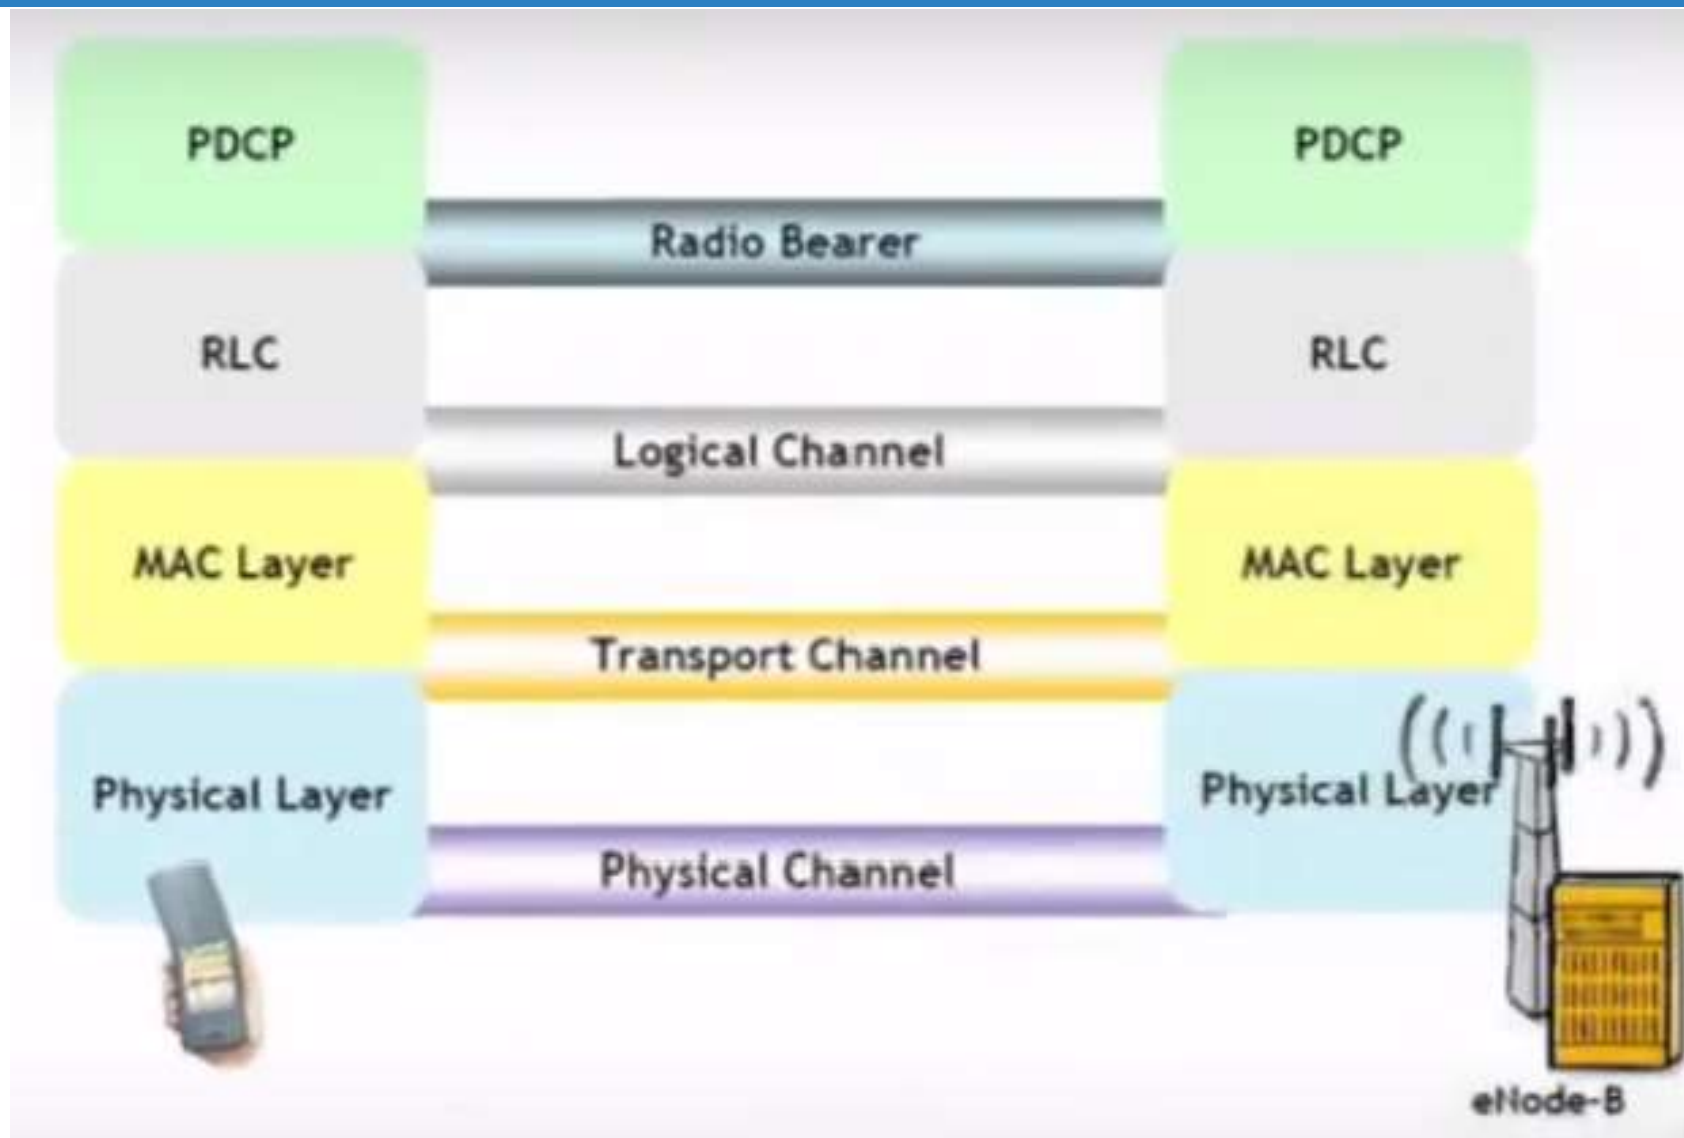 PDCP
PDCP
Radio Bearer
RLC
RLC
Logical Channel
MAC Layer
MAC Layer
Transport Channel
Physical Layer
Physical Layer
Physical Channel
eNode-B